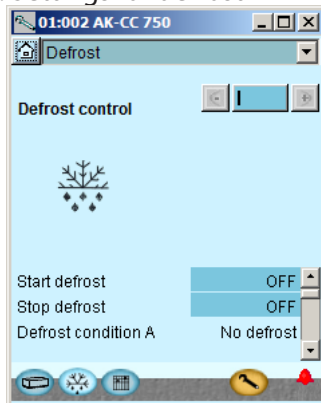 01:002 AK-CC 750
Defrost
Defrost control
Start defrost OFF
Stop defrost OFF
Defrost condition A No defrost